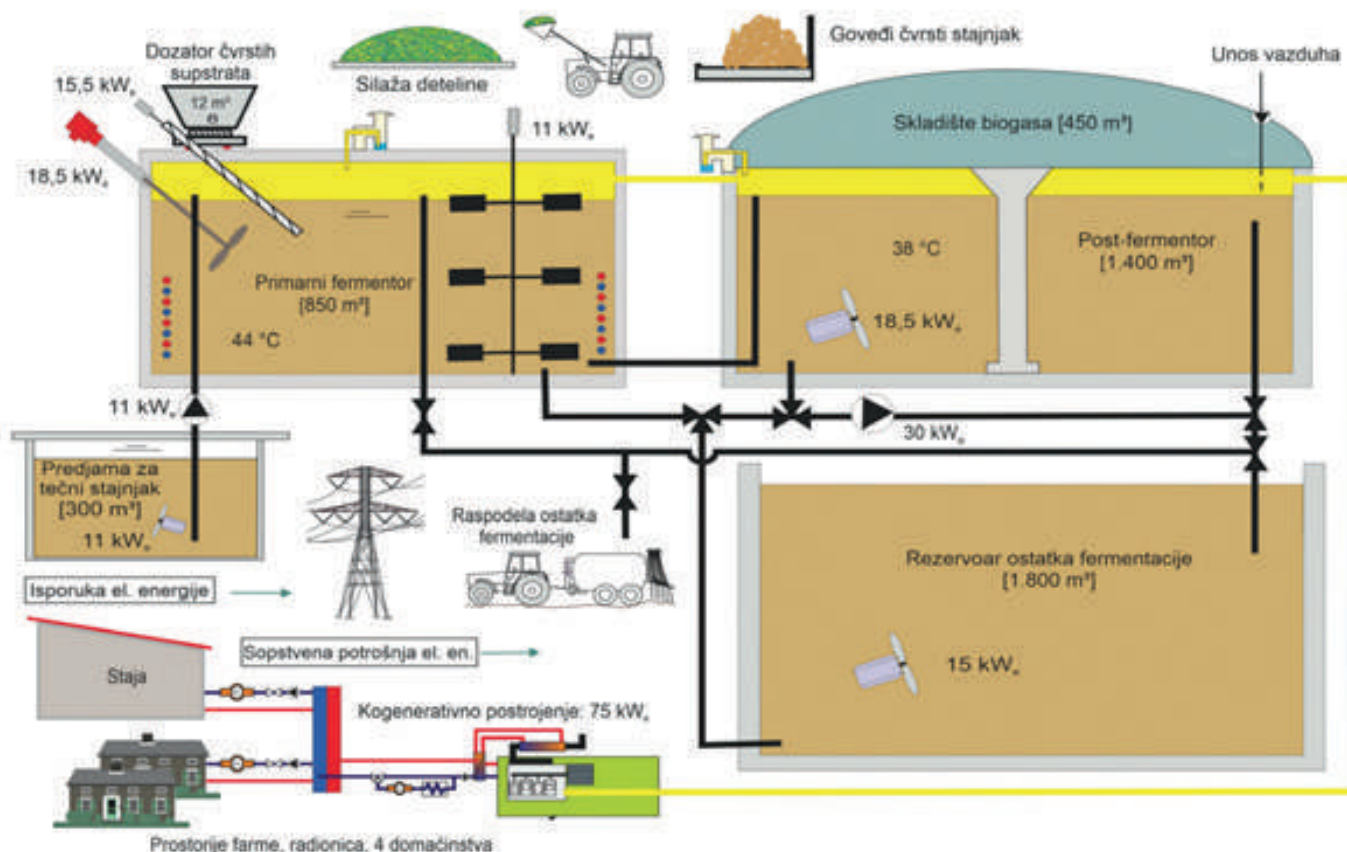 Dozator čvrstih
supstrata
15,5 kWₑ
12 m³
Silaža deteline
Goveđi čvrsti stajnjak
Unos vazduha
11 kWₑ
Skladište biogasa [450 m³]
18,5 kWₑ
Primarni fermentor
[850 m³]
44 °C
38 °C
Post-fermentor
[1.400 m³]
18,5 kWₑ
11 kWₑ
30 kWₑ
Predjama za
tečni stajnjak
[300 m³]
11 kWₑ
Raspodela ostatka
fermentacije
Rezervoar ostatka fermentacije
[1.800 m³]
15 kWₑ
Isporuka el. energije
Sopstvena potrošnja el. en.
Staja
Kogenerativno postrojenje: 75 kWₑ
Prostorije farme, radionica, 4 domaćinstva